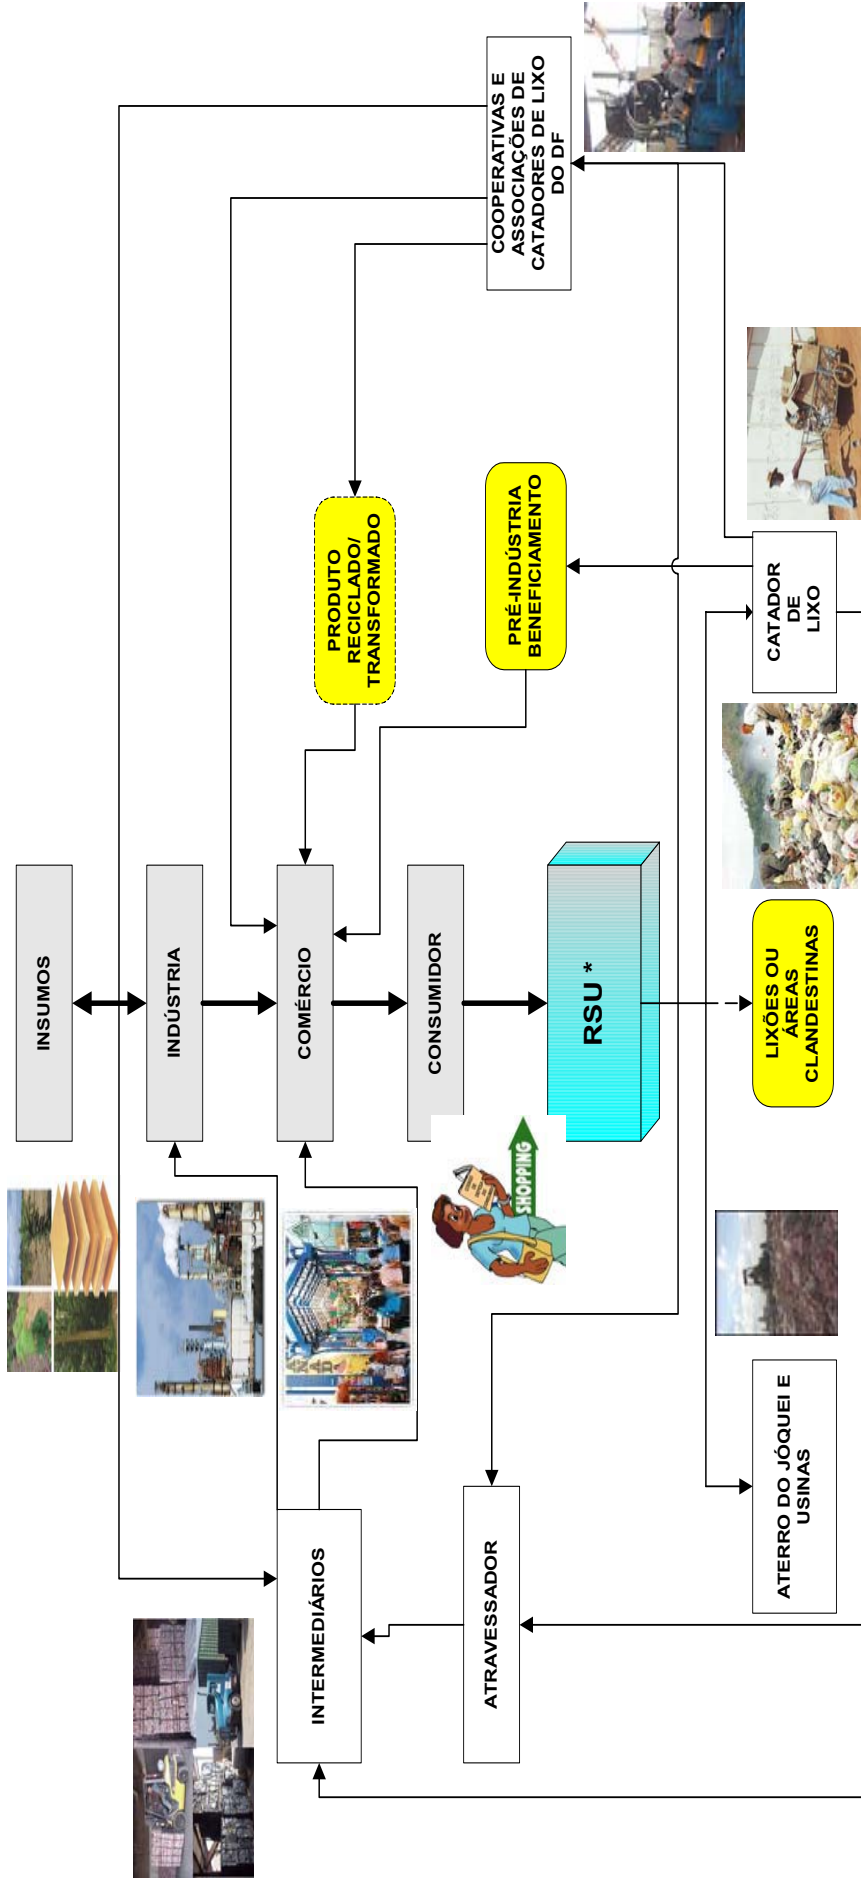 INSUMOS
INDÚSTRIA
COMÉRCIO
CONSUMIDOR
RSU *
LIXÕES OU
ÁREAS
CLANDESTINAS
INTERMEDIÁRIOS
ATRAVESSADOR
ATERRO DO JÓQUEI E
USINAS
SHOPPING
PRODUTO
RECICLADO/
TRANSFORMADO
PRÉ-INDÚSTRIA
BENEFICIAMENTO
CATADOR
DE
LIXO
COOPERATIVAS E
ASSOCIAÇÕES DE
CATADORES DE LIXO
DO DF